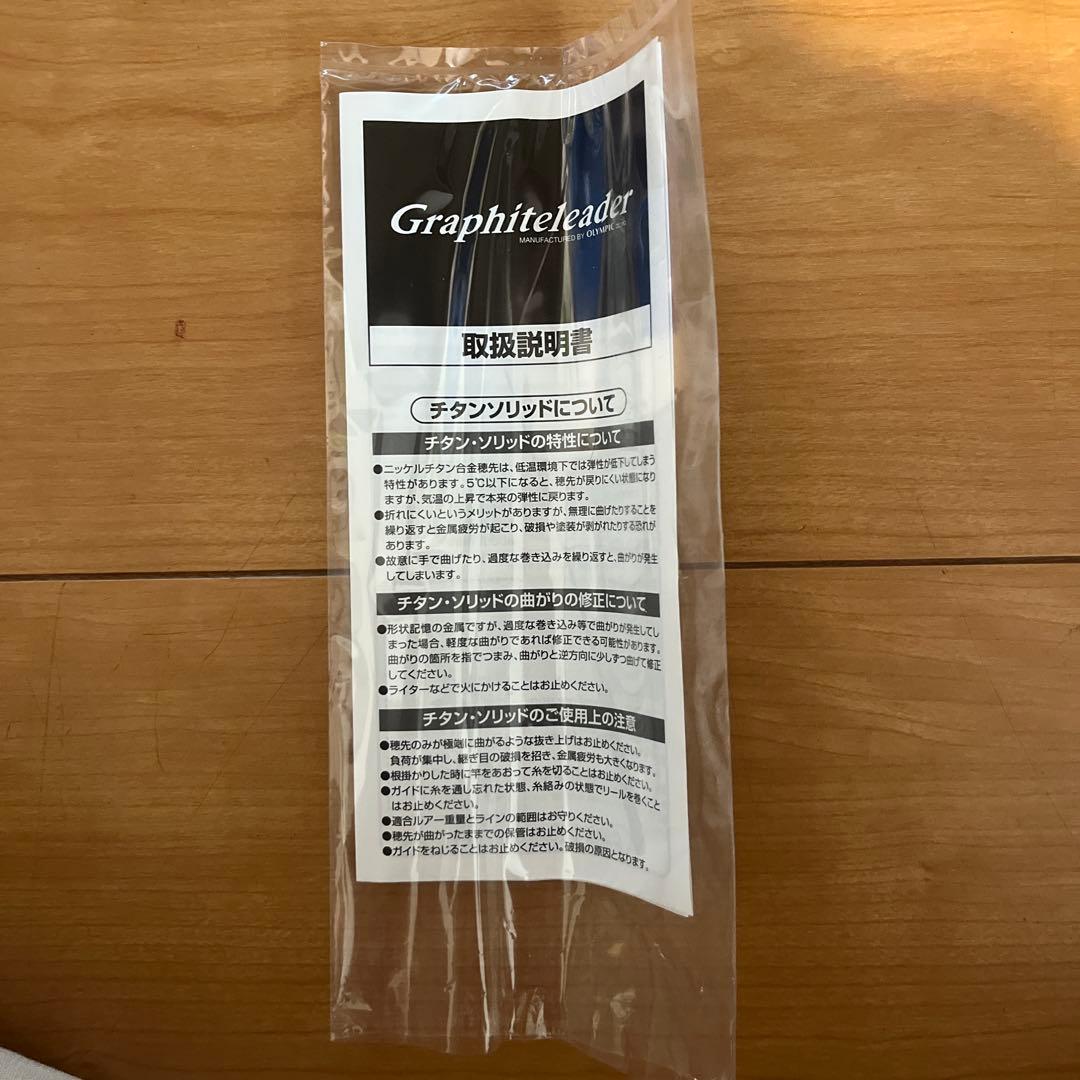 Graphiteleader
MANUFACTURED BY OLYMPIC
取扱説明書
チタンソリッドについて
チタン・ソリッドの特性について
●ニッケルチタン合金穂先は、低温環境下では弾性が低下してしまう
特性があります。5℃以下になると、穂先が戻りにくい状態になり
ますが、気温の上昇で本来の弾性に戻ります。
●折れにくいというメリットがありますが、無理に曲げたりすることを
繰り返すと金属疲労が起こり、破損や塗装が剥がれたりする恐れが
あります。
●故意に手で曲げたり、過度な巻き込みを繰り返すと、曲がりが発生
してしまいます。
チタン・ソリッドの曲がりの修正について
●形状記憶の金属ですが、過度な巻き込み等で曲がりが発生してし
まった場合、軽度な曲がりであれば修正できる可能性があります。
曲がりの箇所を指でつまみ、曲がりと逆方向に少しずつ曲げて修正
してください。
●ライターなどで火にかけることはお止めください。
チタン・ソリッドのご使用上の注意
●穂先のみが極端に曲がるような抜き上げはお止めください。
負荷が集中し、継ぎ目の破損を招き、金属疲労も大きくなります。
●根掛かりした時に竿をあおって糸を切ることはお止めください。
●ガイドに糸を通し忘れた状態、糸絡みの状態でリールを巻くこと
はお止めください。
●適合ルアー重量とラインの範囲はお守りください。
●穂先が曲がったままでの保管はお止めください。
●ガイドをねじることはお止めください。破損の原因となります。